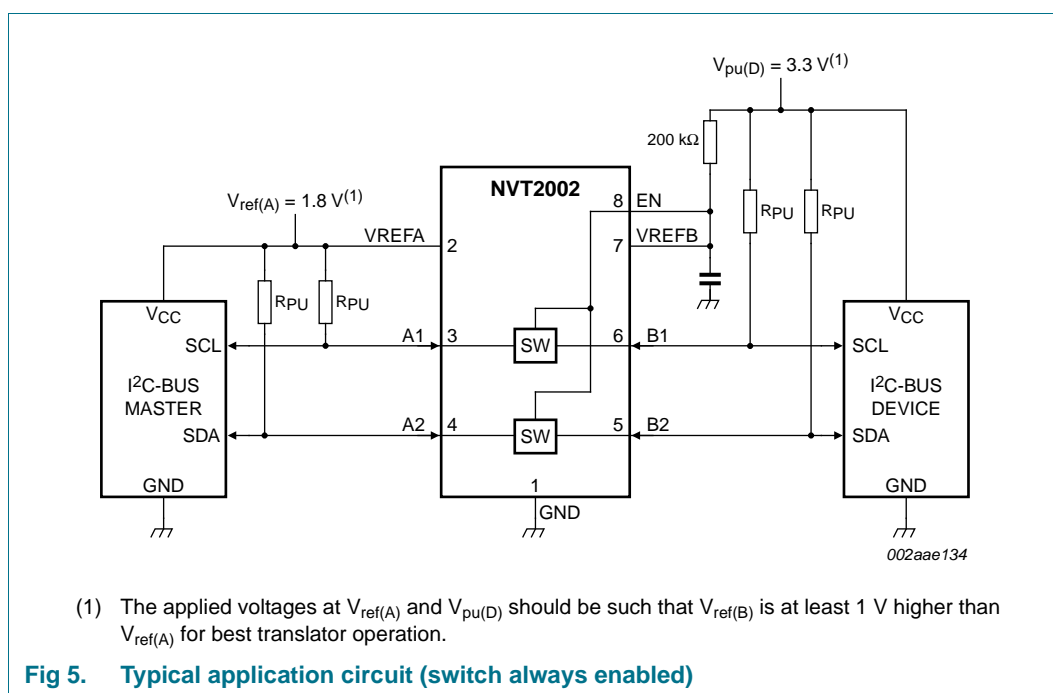 Vpu(D) = 3.3 V(1)
200 kΩ
NVT2002
Vref(A) = 1.8 V(1)
8 EN
RPU RPU
VREFA 2
7 VREFB
RPU RPU
VCC
VCC
SCL
A1 3
SW
6 B1
SCL
I2C-BUS
MASTER
I2C-BUS
DEVICE
SDA
A2 4
SW
5 B2
SDA
GND
1
GND
GND
002aae134
(1) The applied voltages at Vref(A) and Vpu(D) should be such that Vref(B) is at least 1 V higher than
Vref(A) for best translator operation.
Fig 5. Typical application circuit (switch always enabled)